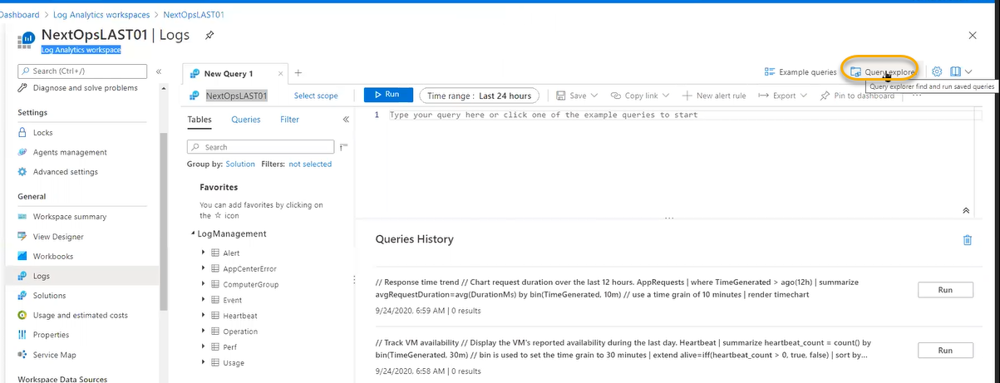 Dashboard > Log Analytics workspaces > NextOpsLAST01
NextOpsLAST01 | Logs
Log Analytics workspace
Search (Ctrl+/)
Diagnose and solve problems
Settings
Locks
Agents management
Advanced settings
General
Workspace summary
View Designer
Workbooks
Logs
Solutions
Usage and estimated costs
Properties
Service Map
Workspace Data Sources
New Query 1
Example queries
Query explorer
Query explorer find and run saved queries
NextOpsLAST01
Select scope
Run
Time range : Last 24 hours
Save
Copy link
New alert rule
Export
Pin to dashboard
Tables
Queries
Filter
Search
Group by: Solution Filters: not selected
Favorites
You can add favorites by clicking on
the ☆ icon
LogManagement
Alert
AppCenterError
ComputerGroup
Event
Heartbeat
Operation
Perf
Usage
1 Type your query here or click one of the example queries to start
Queries History
// Response time trend // Chart request duration over the last 12 hours. AppRequests | where TimeGenerated > ago(12h) | summarize
avgRequestDuration=avg(DurationMs) by bin(TimeGenerated, 10m) // use a time grain of 10 minutes | render timechart
9/24/2020, 6:59 AM | 0 results
Run
// Track VM availability // Display the VM's reported availability during the last day. Heartbeat | summarize heartbeat_count = count() by
bin(TimeGenerated, 30m) // bin is used to set the time grain to 30 minutes | extend alive=iff(heartbeat_count > 0, true, false) | sort by...
9/24/2020, 6:58 AM | 0 results
Run